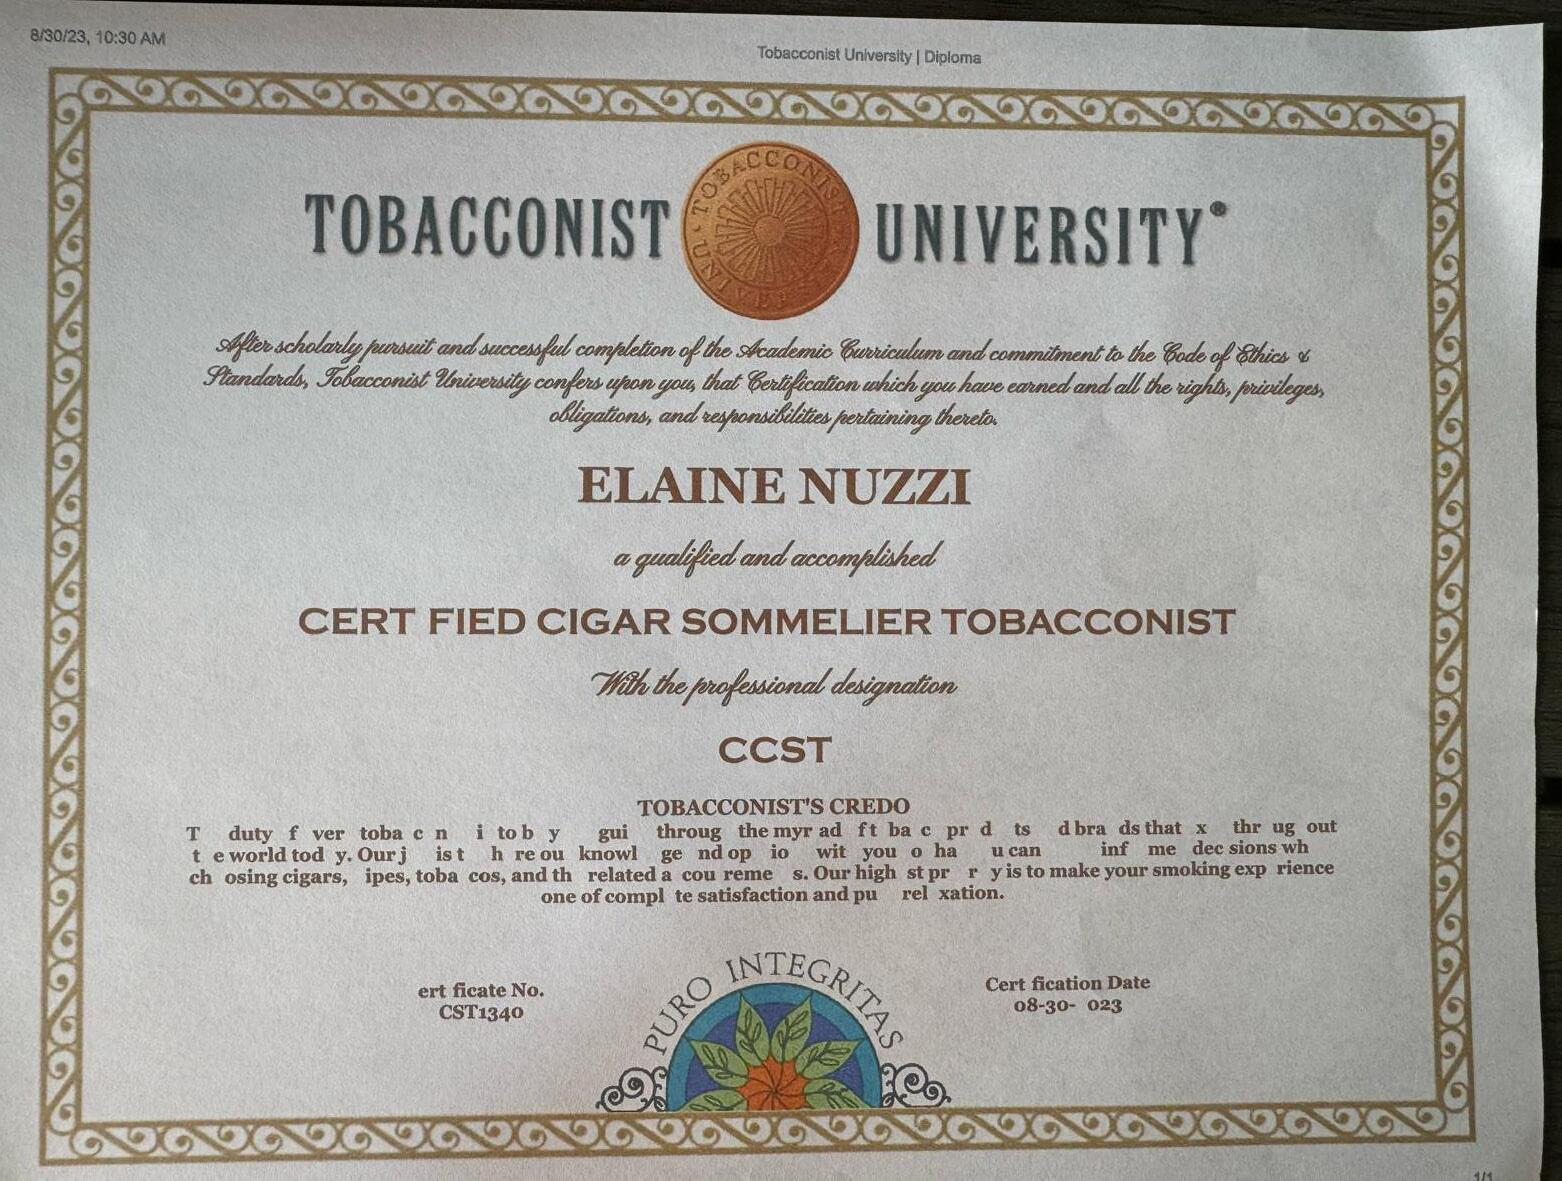 8/30/23, 10:30 AM
Tobacconist University | Diploma
TOBACCONIST UNIVERSITY®
TOBACCONIST UNIVERSITY
After scholarly pursuit and successful completion of the Academic Curriculum and commitment to the Code of Ethics &
Standards, Tobacconist University confers upon you, that Certification which you have earned and all the rights, privileges,
obligations, and responsibilities pertaining thereto.
ELAINE NUZZI
a qualified and accomplished
CERT FIED CIGAR SOMMELIER TOBACCONIST
With the professional designation
CCST
TOBACCONIST'S CREDO
T duty f ver toba c n i to b y gui throug the myr ad ft ba c pr d ts d bra ds that x thr ug out
t e world tod y. Our j is t h re ou knowl ge nd op io wit you o ha u can inf me dec sions wh
ch osing cigars, ipes, toba cos, and th related a cou reme s. Our high st pr r y is to make your smoking exp rience
one of compl te satisfaction and pu rel xation.
ert ficate No.
CST1340
PURO INTEGRITAS
Cert fication Date
08-30- 023
1/1